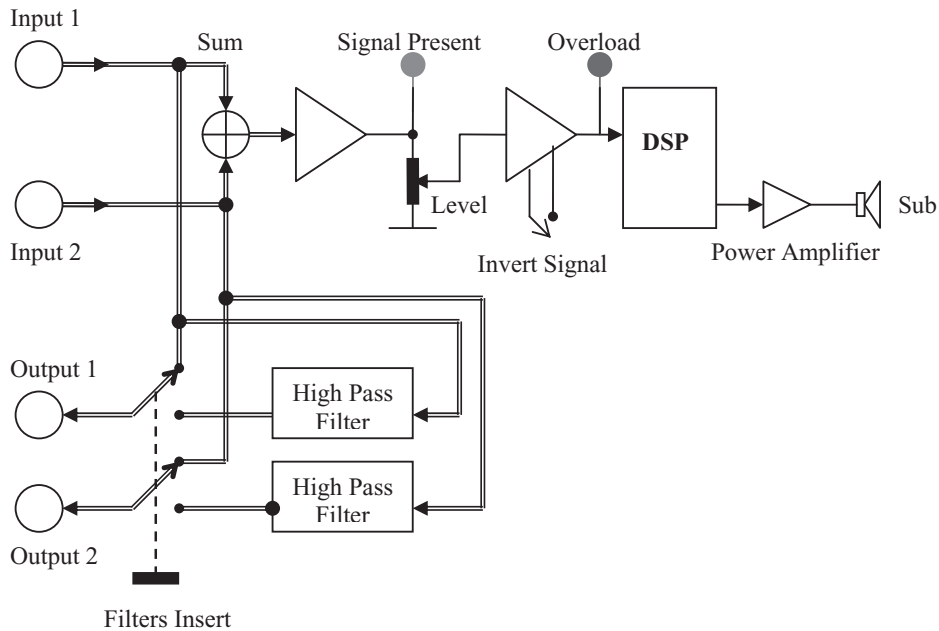 Input 1
Sum
Signal Present
Overload
DSP
Level
Sub
Input 2
Invert Signal
Power Amplifier
Output 1
High Pass
Filter
High Pass
Filter
Output 2
Filters Insert